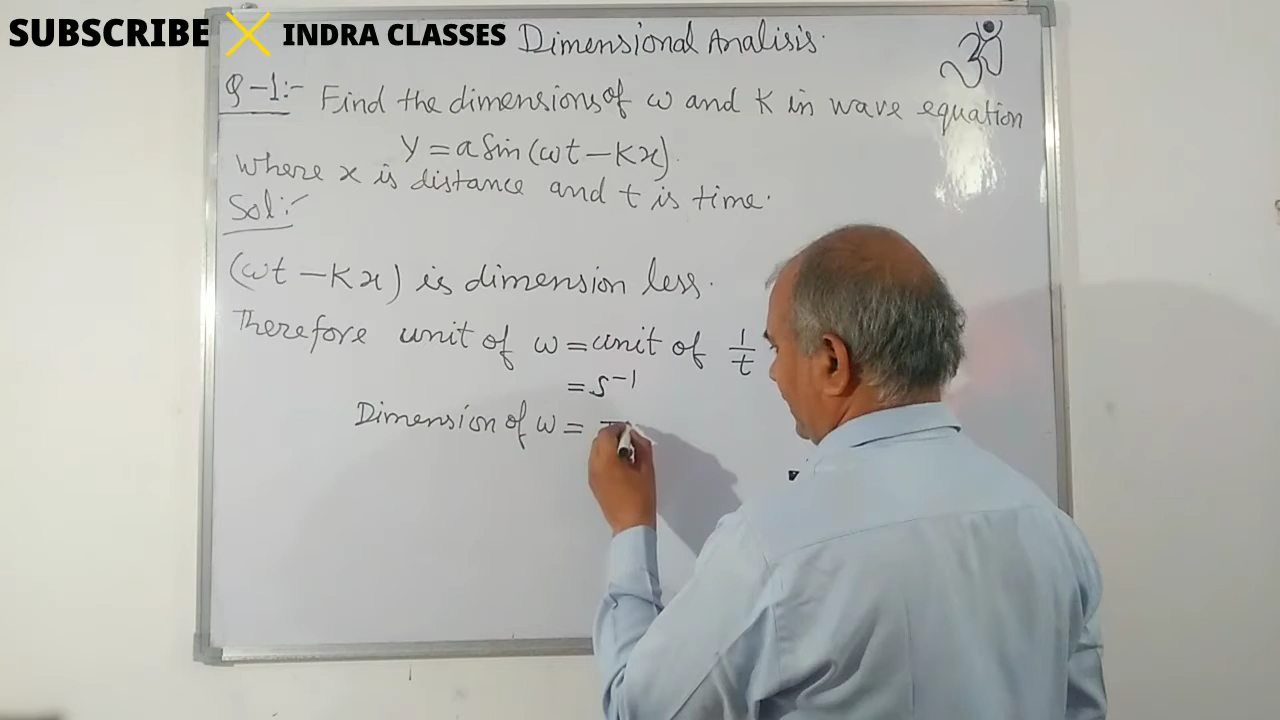 SUBSCRIBE INDRA CLASSES
Dimensional Analisis.
ॐ
Q-1:- Find the dimensions of ω and K in wave equation
Y = a Sin (ωt - Kx).
where x is distance and t is time.
Sol:-
(ωt - Kx) is dimension less.
Therefore unit of ω = unit of 1/t
= S⁻¹
Dimension of ω =